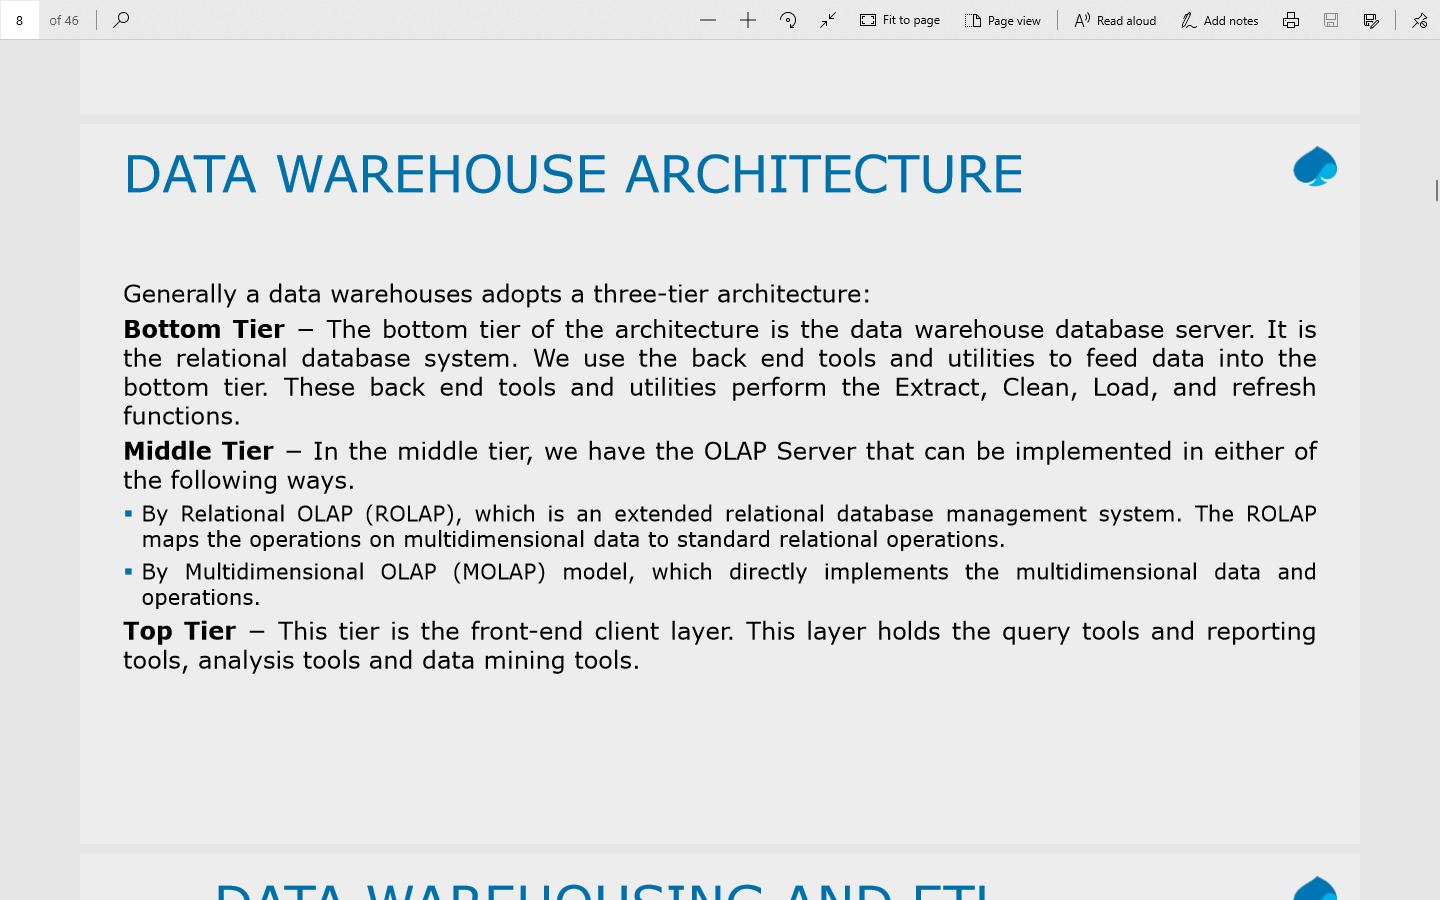 8 of 46 Fit to page Page view Read aloud Add notes
DATA WAREHOUSE ARCHITECTURE
Generally a data warehouses adopts a three-tier architecture:
Bottom Tier − The bottom tier of the architecture is the data warehouse database server. It is
the relational database system. We use the back end tools and utilities to feed data into the
bottom tier. These back end tools and utilities perform the Extract, Clean, Load, and refresh
functions.
Middle Tier − In the middle tier, we have the OLAP Server that can be implemented in either of
the following ways.
▪ By Relational OLAP (ROLAP), which is an extended relational database management system. The ROLAP
maps the operations on multidimensional data to standard relational operations.
▪ By Multidimensional OLAP (MOLAP) model, which directly implements the multidimensional data and
operations.
Top Tier − This tier is the front-end client layer. This layer holds the query tools and reporting
tools, analysis tools and data mining tools.
DATA WAREHOUSING AND ETL